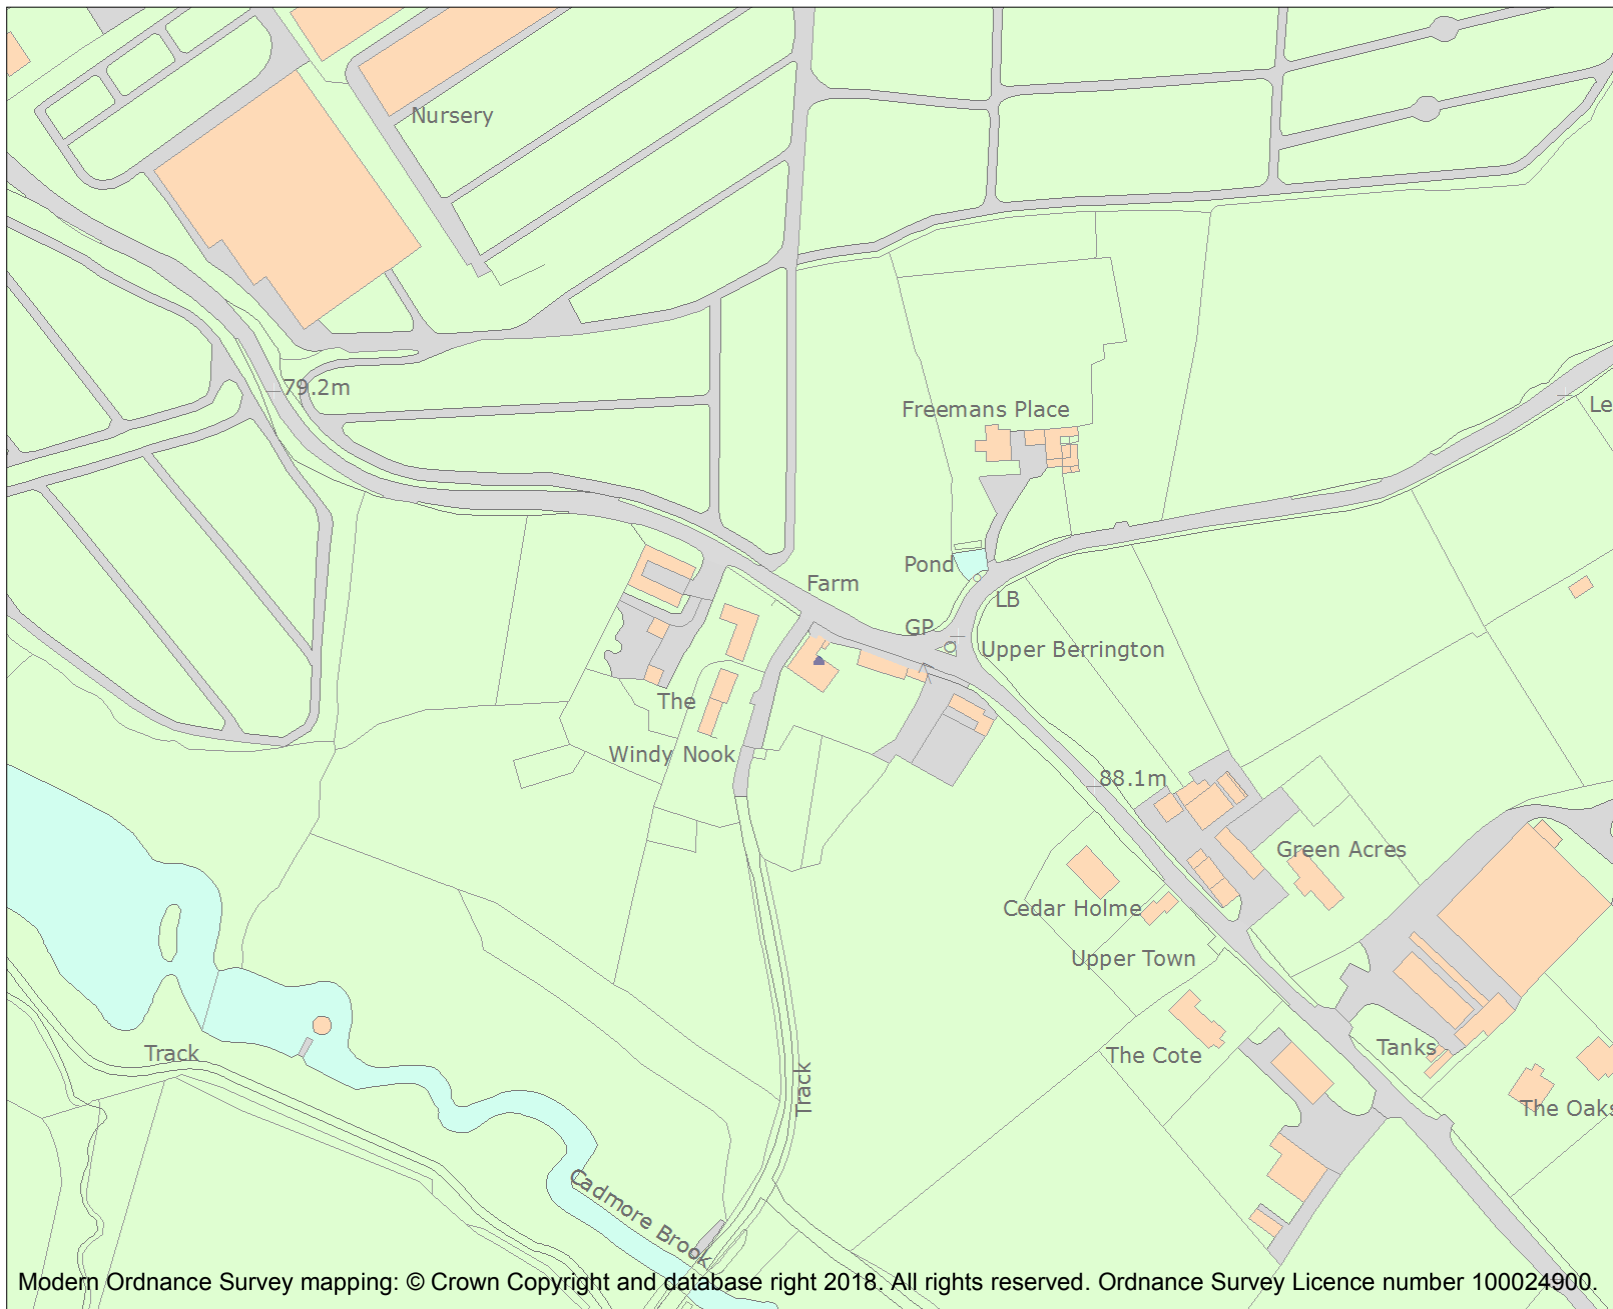 Nursery
79.2m
Freemans Place
Le
Pond
Farm
LB
GP
Upper Berrington
The
Windy Nook
88.1m
Green Acres
Cedar Holme
Upper Town
Track
The Cote
Tanks
Track
The Oaks
Cadmore Brook
Modern Ordnance Survey mapping: © Crown Copyright and database right 2018. All rights reserved. Ordnance Survey Licence number 100024900.